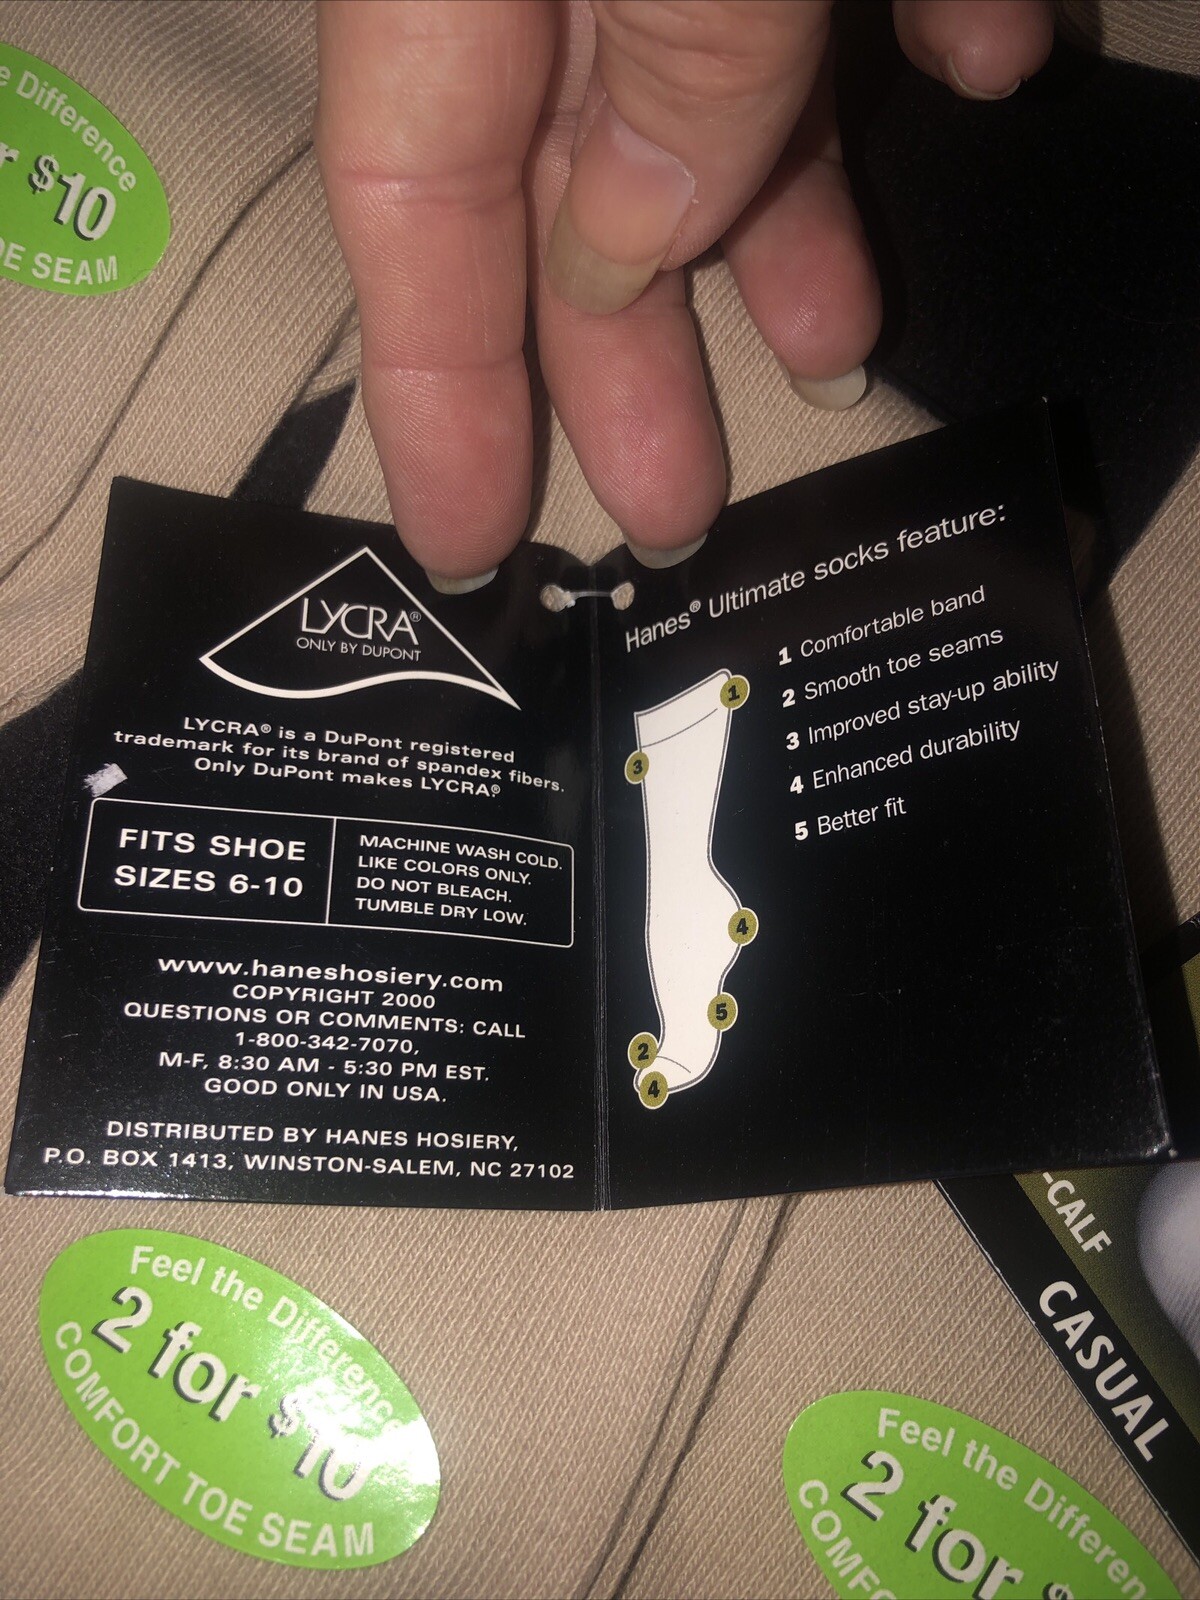 e Difference
r $10
OE SEAM
LYCRA®
ONLY BY DUPONT
LYCRA® is a DuPont registered
trademark for its brand of spandex fibers.
Only DuPont makes LYCRA®.
FITS SHOE
SIZES 6-10
MACHINE WASH COLD.
LIKE COLORS ONLY.
DO NOT BLEACH.
TUMBLE DRY LOW.
www.haneshosiery.com
COPYRIGHT 2000
QUESTIONS OR COMMENTS: CALL
1-800-342-7070,
M-F, 8:30 AM - 5:30 PM EST.
GOOD ONLY IN USA.
DISTRIBUTED BY HANES HOSIERY,
P.O. BOX 1413, WINSTON-SALEM, NC 27102
Hanes® Ultimate socks feature:
1 Comfortable band
2 Smooth toe seams
3 Improved stay-up ability
4 Enhanced durability
5 Better fit
1
3
4
5
2
4
-CALF
CASUAL
Feel the Difference
2 for $10
COMFORT TOE SEAM
Feel the Differen
2 for $
COMFO